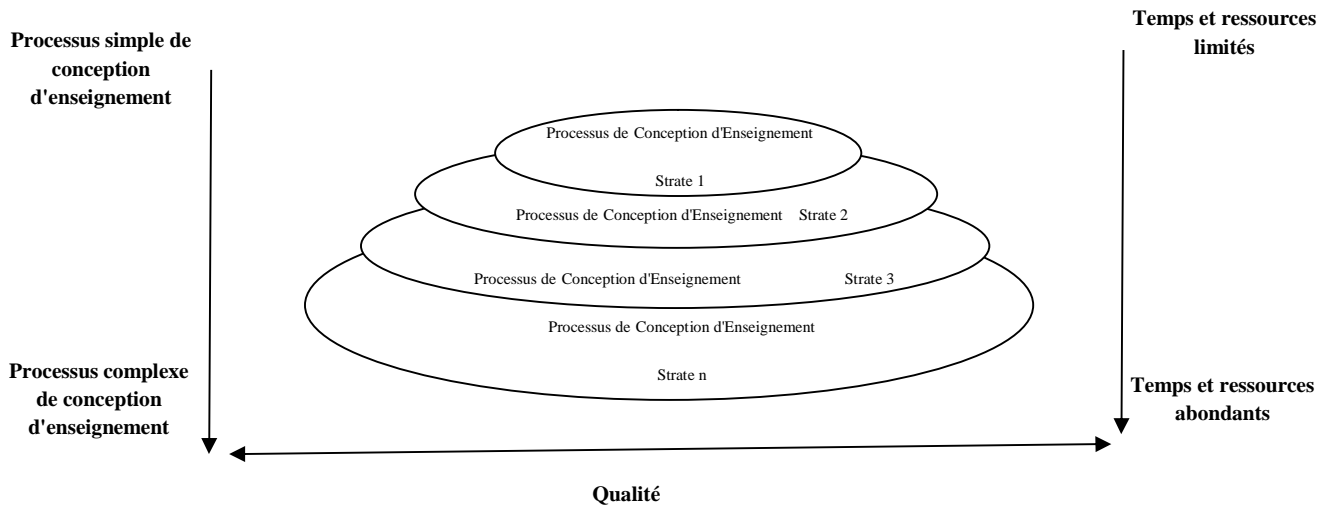 Temps et ressources
limités
Processus simple de
conception
d'enseignement
Processus de Conception d'Enseignement
Strate 1
Processus de Conception d'Enseignement Strate 2
Processus de Conception d'Enseignement Strate 3
Processus de Conception d'Enseignement
Strate n
Processus complexe
de conception
d'enseignement
Temps et ressources
abondants
Qualité